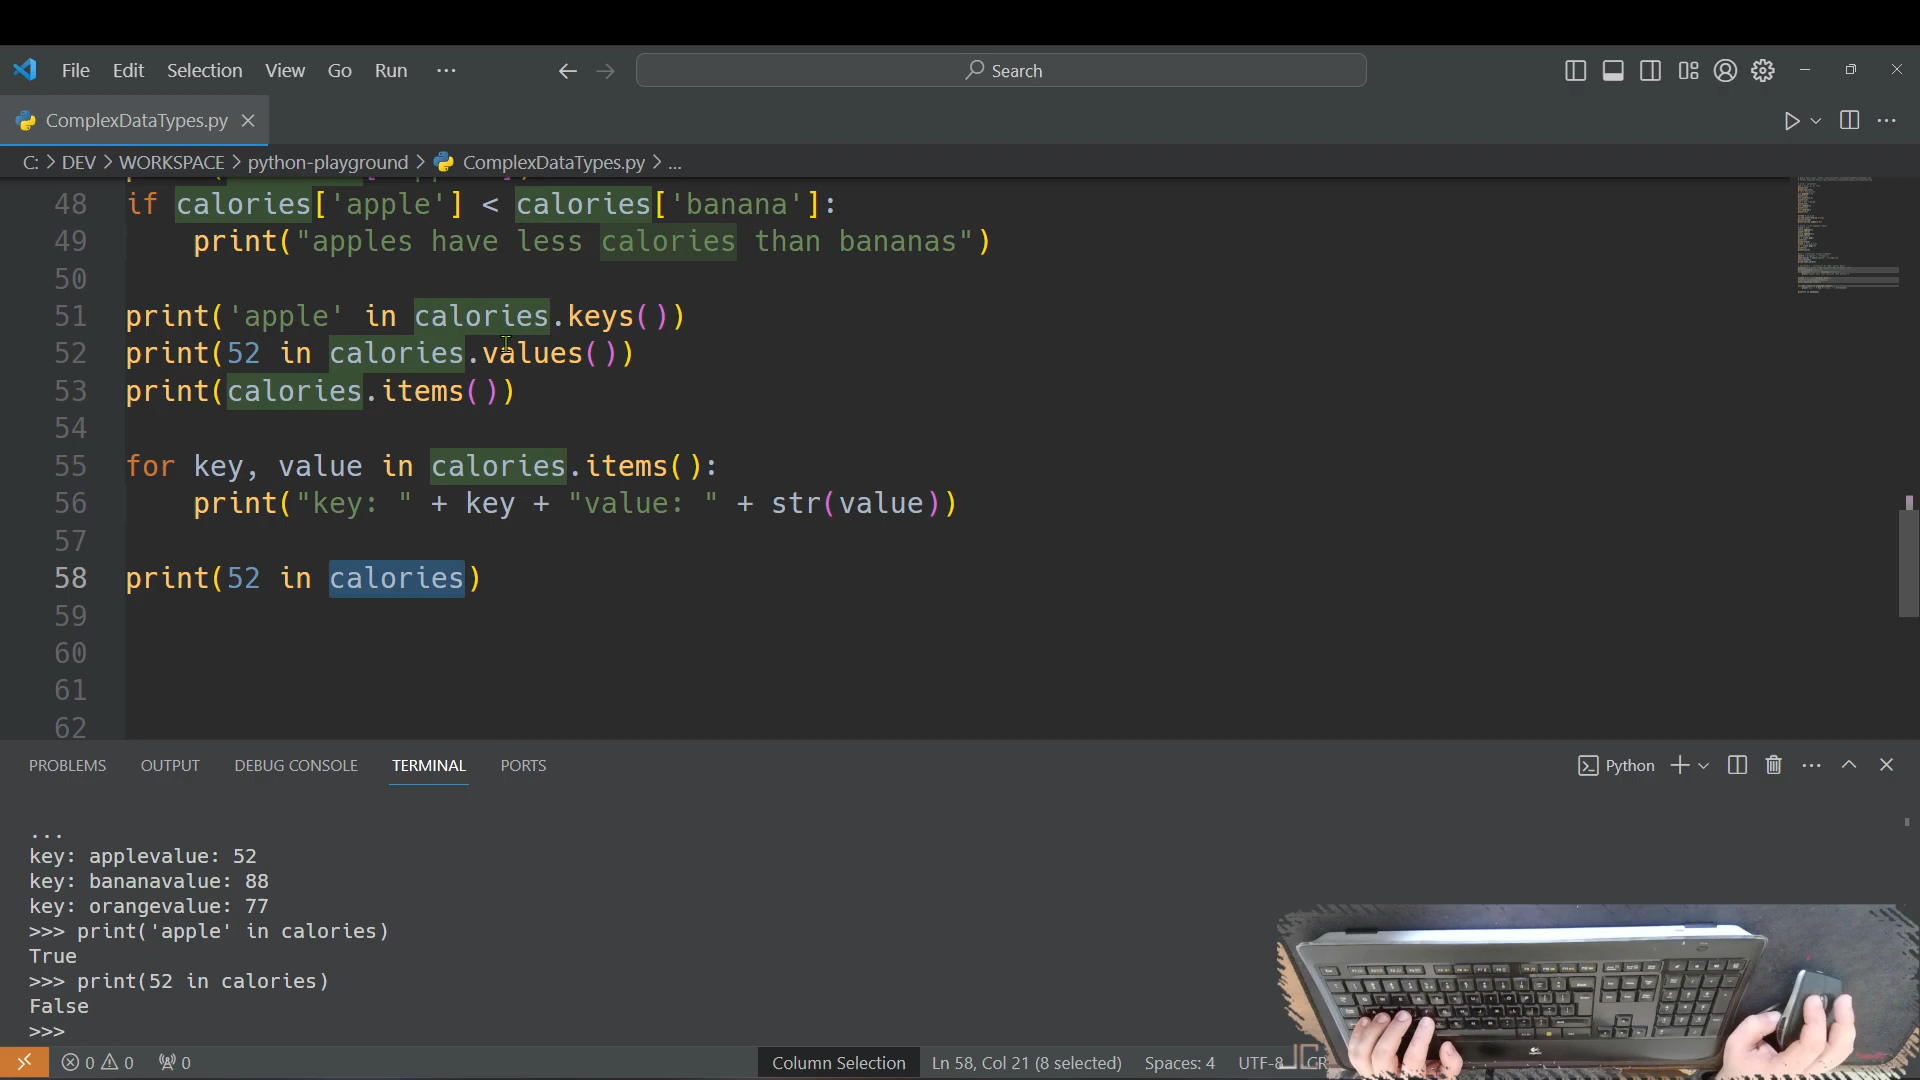 File Edit Selection View Go Run ... Search
ComplexDataTypes.py
C: > DEV > WORKSPACE > python-playground > ComplexDataTypes.py > ...
48 if calories['apple'] < calories['banana']:
49 print("apples have less calories than bananas")
50
51 print('apple' in calories.keys())
52 print(52 in calories.values())
53 print(calories.items())
54
55 for key, value in calories.items():
56 print("key: " + key + "value: " + str(value))
57
58 print(52 in calories)
59
60
61
62
PROBLEMS OUTPUT DEBUG CONSOLE TERMINAL PORTS Python
...
key: applevalue: 52
key: bananavalue: 88
key: orangevalue: 77
>>> print('apple' in calories)
True
>>> print(52 in calories)
False
>>>
0 0 0 Column Selection Ln 58, Col 21 (8 selected) Spaces: 4 UTF-8